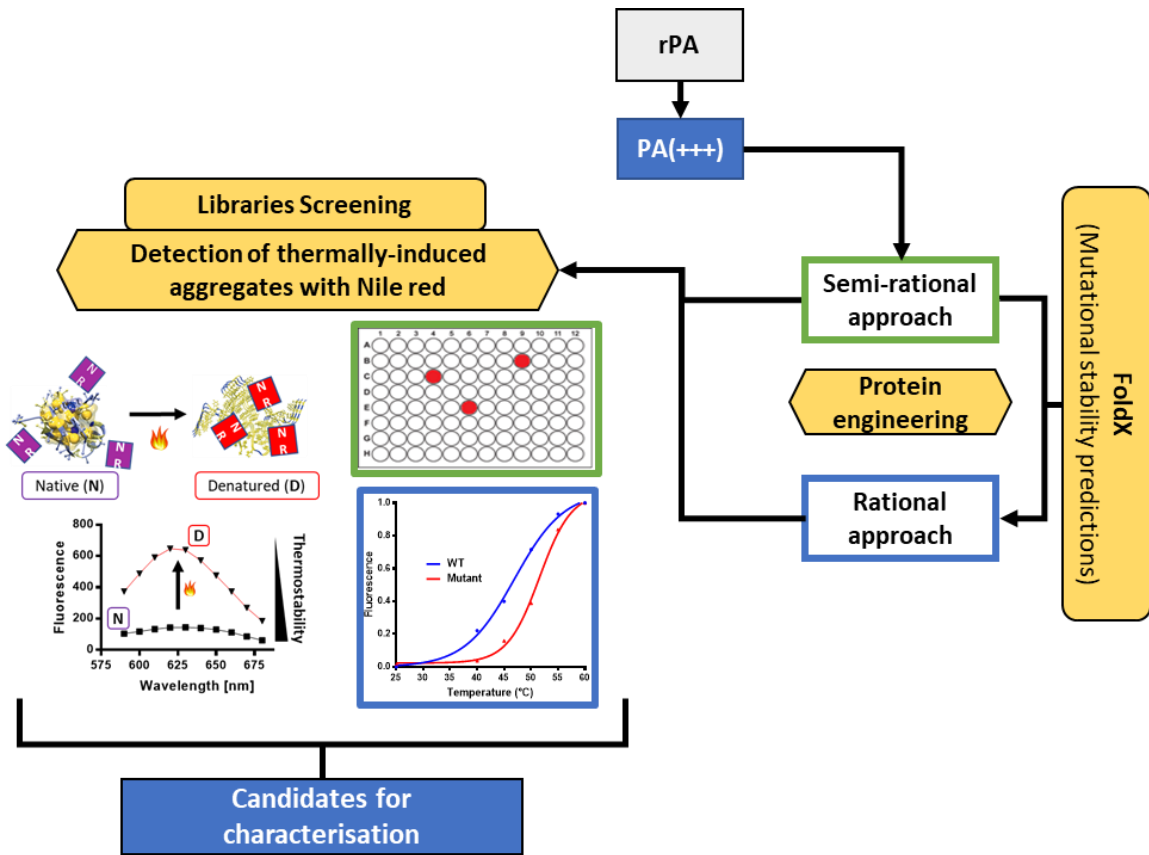 rPA
PA(+++)
Libraries Screening
Detection of thermally-induced
aggregates with Nile red
Semi-rational
approach
Protein
engineering
Rational
approach
FoldX
(Mutational stability predictions)
N
R
N
R
N
R
N
R
N
R
N
R
Native (N)
Denatured (D)
1 2 3 4 5 6 7 8 9 10 11 12
A
B
C
D
E
F
G
H
800
600
400
200
0
Fluorescence
D
N
Thermostability
575 600 625 650 675
Wavelength [nm]
1.0
0.8
0.6
0.4
0.2
0.0
Fluorescence
WT
Mutant
25 30 35 40 45 50 55 60
Temperature (°C)
Candidates for
characterisation